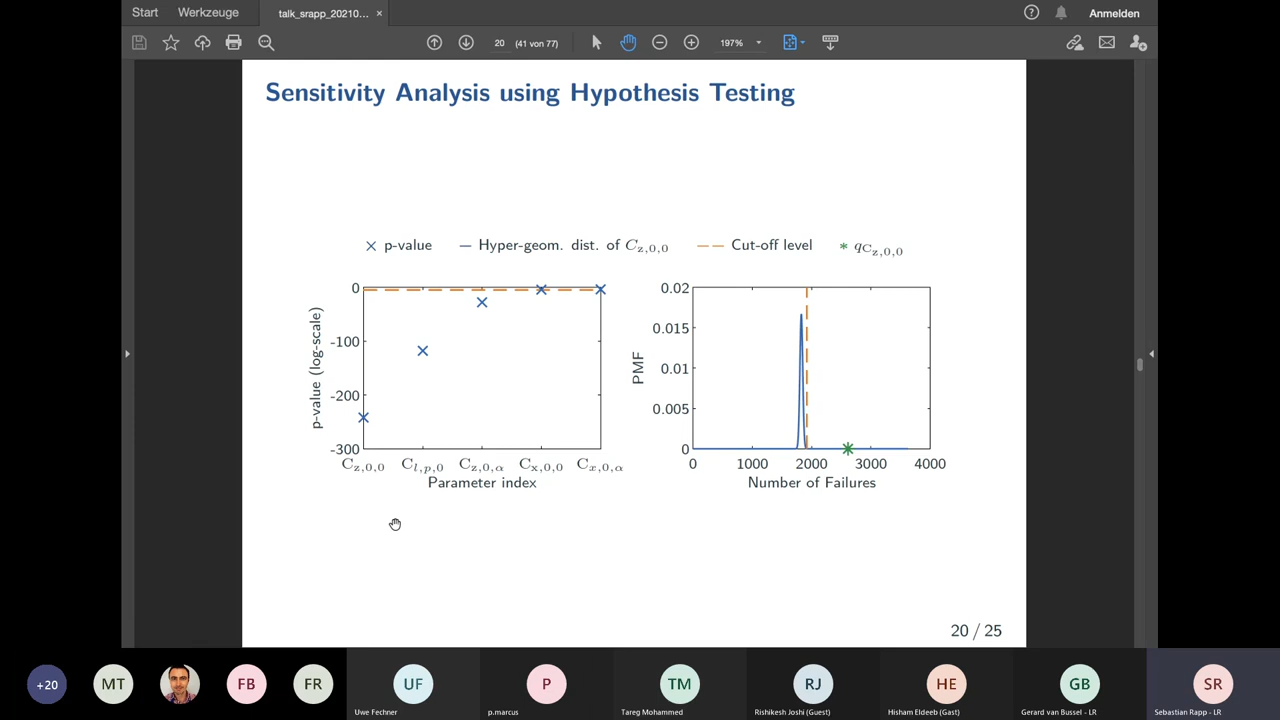 Start Werkzeuge talk_srapp_20210... × Anmelden
20 (41 von 77) 197%
Sensitivity Analysis using Hypothesis Testing
× p-value — Hyper-geom. dist. of C_{z,0,0} — — Cut-off level * q_{C_{z,0,0}}
p-value (log-scale)
0
-100
-200
-300
C_{z,0,0} C_{l,p,0} C_{z,0,α} C_{x,0,0} C_{x,0,α}
Parameter index
PMF
0.02
0.015
0.01
0.005
0
0 1000 2000 3000 4000
Number of Failures
20 / 25
+20 MT FB FR UF P TM RJ HE GB SR
Uwe Fechner p.marcus Tareg Mohammed Rishikesh Joshi (Guest) Hisham Eldeeb (Gast) Gerard van Bussel - LR Sebastian Rapp - LR